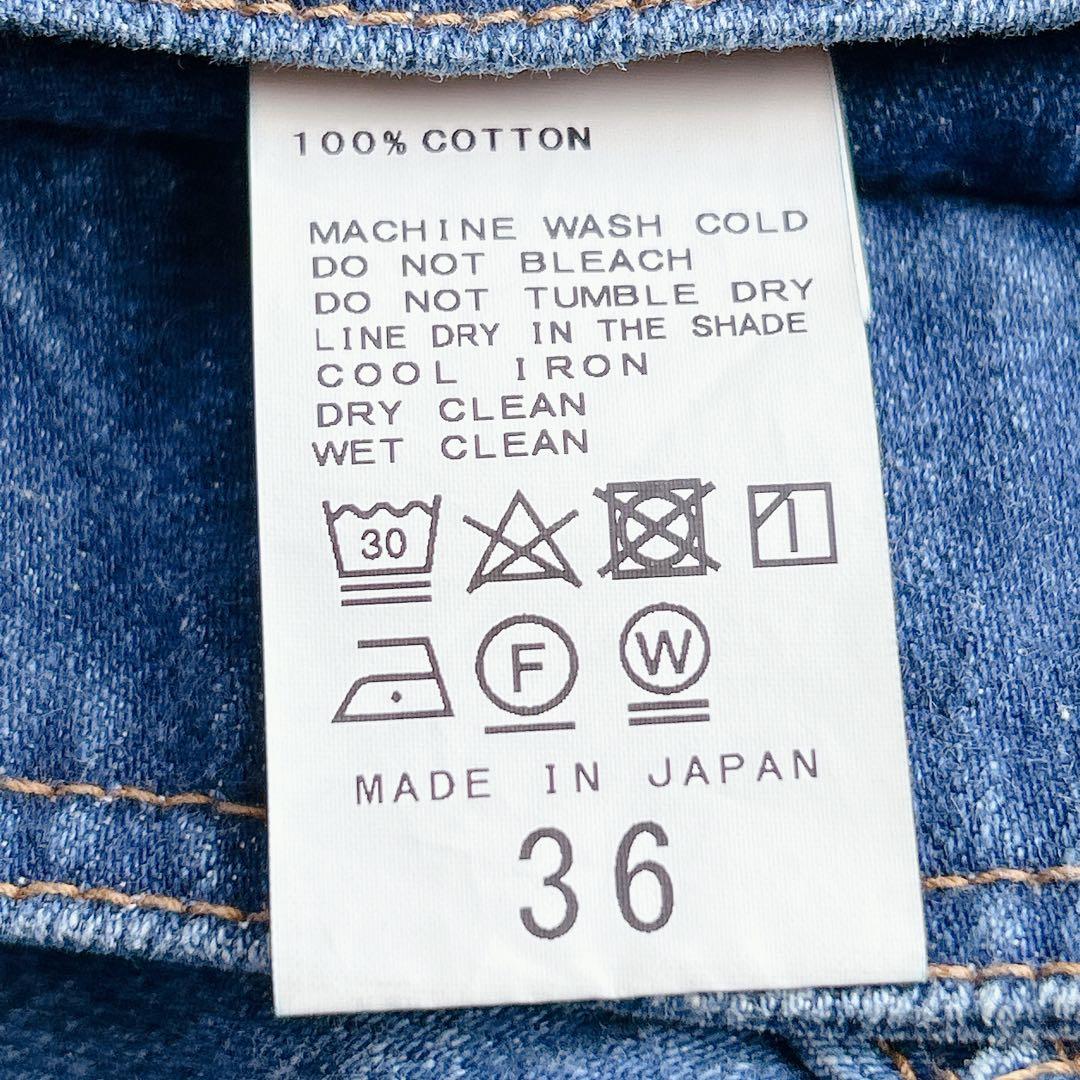 100% COTTON
MACHINE WASH COLD
DO NOT BLEACH
DO NOT TUMBLE DRY
LINE DRY IN THE SHADE
COOL IRON
DRY CLEAN
WET CLEAN
30
F W
MADE IN JAPAN
36